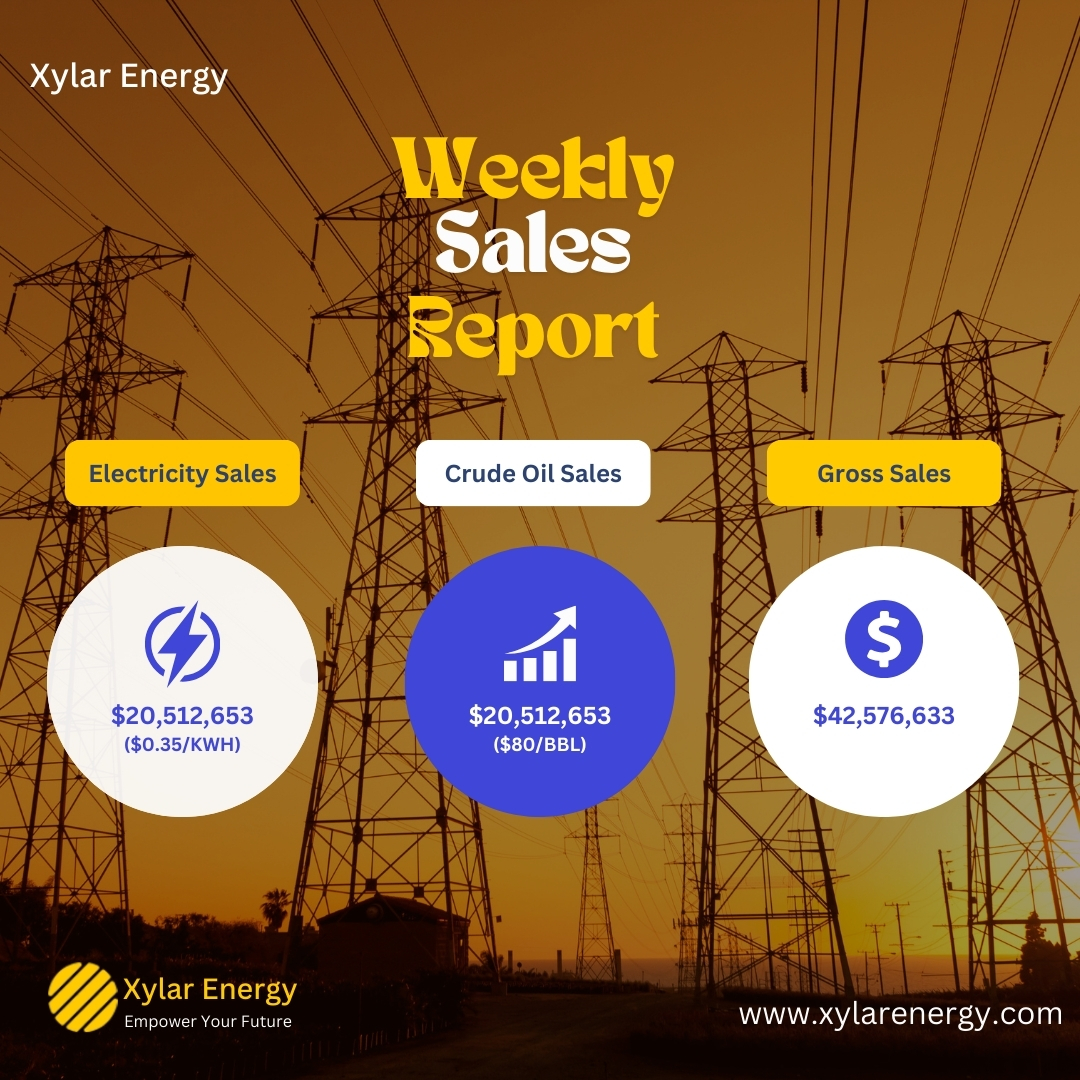 Xylar Energy
Weekly
Sales
Report
Electricity Sales
Crude Oil Sales
Gross Sales
$20,512,653
($0.35/KWH)
$20,512,653
($80/BBL)
$42,576,633
Xylar Energy
Empower Your Future
www.xylarenergy.com